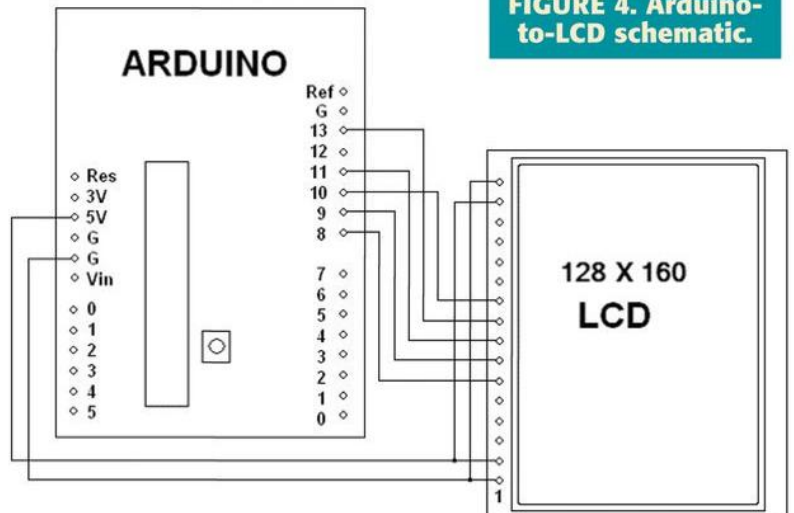 FIGURE 4. Arduino-
to-LCD schematic.
ARDUINO
Ref
G
13
12
11
10
9
8
7
6
5
4
3
2
1
0
Res
3V
5V
G
G
Vin
0
1
2
3
4
5
128 X 160
LCD
1